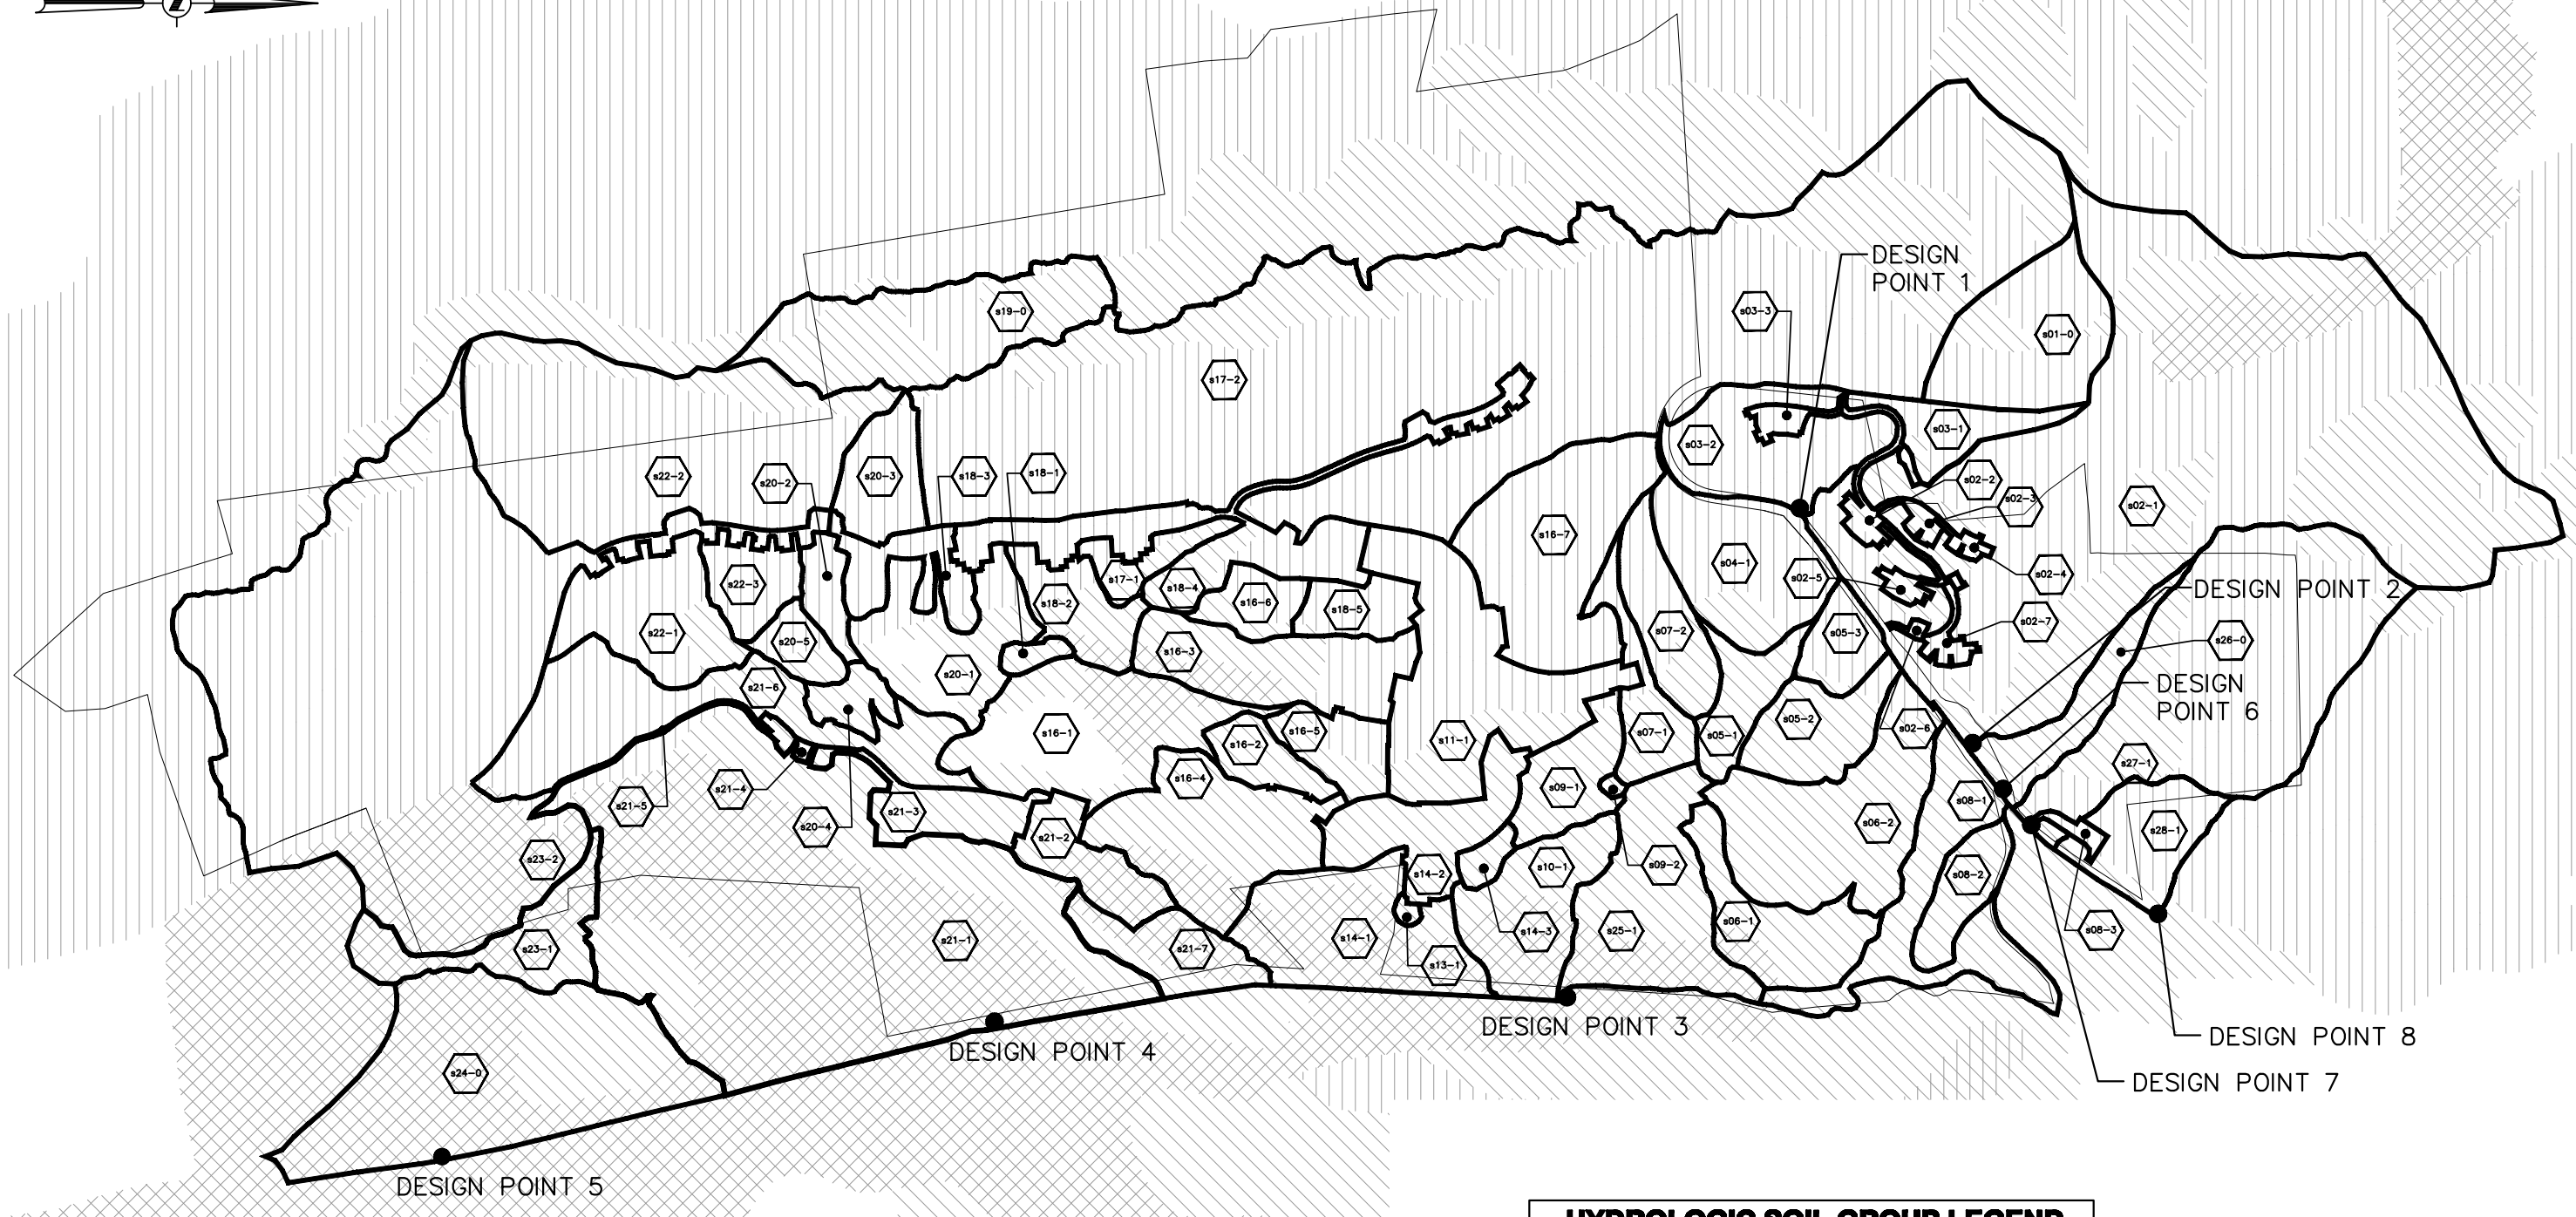 Z
DESIGN
POINT 1
s19-0
s03-3
s01-0
s17-2
s03-2
s03-1
s22-2
s20-2
s20-3
s18-3
s18-1
s02-2
s02-3
s02-1
s16-7
s04-1
s02-5
s02-4
DESIGN POINT 2
s22-3
s17-1
s18-4
s18-2
s16-6
s18-5
s22-1
s20-5
s07-2
s05-3
s02-7
s26-0
s16-3
s20-1
s21-6
DESIGN
POINT 6
s16-1
s16-2
s16-5
s11-1
s07-1
s05-1
s05-2
s02-6
s27-1
s21-5
s21-4
s16-4
s09-1
s08-1
s20-4
s21-3
s21-2
s06-2
s28-1
s23-2
s14-2
s10-1
s09-2
s08-2
s23-1
s21-1
s21-7
s14-1
s13-1
s14-3
s25-1
s06-1
s08-3
DESIGN POINT 3
DESIGN POINT 8
DESIGN POINT 4
s24-0
DESIGN POINT 7
DESIGN POINT 5
HYDROLOGIC SOIL GROUP LEGEND